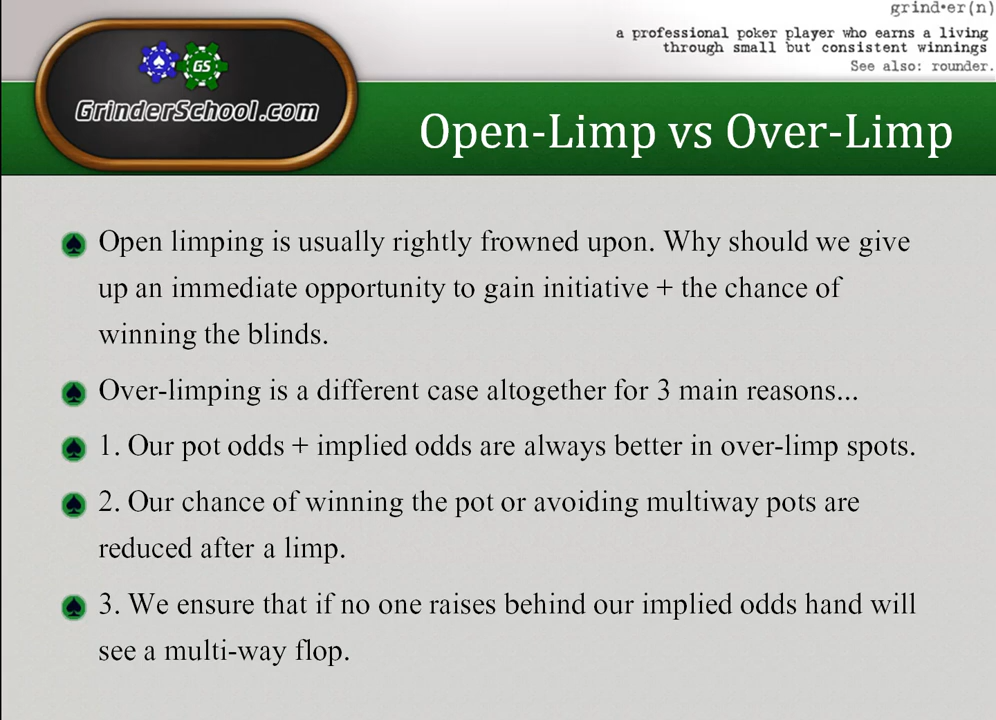 grind•er(n)
a professional poker player who earns a living
through small but consistent winnings
See also: rounder.
GS
GrinderSchool.com
Open-Limp vs Over-Limp
Open limping is usually rightly frowned upon. Why should we give
up an immediate opportunity to gain initiative + the chance of
winning the blinds.
Over-limping is a different case altogether for 3 main reasons...
1. Our pot odds + implied odds are always better in over-limp spots.
2. Our chance of winning the pot or avoiding multiway pots are
reduced after a limp.
3. We ensure that if no one raises behind our implied odds hand will
see a multi-way flop.